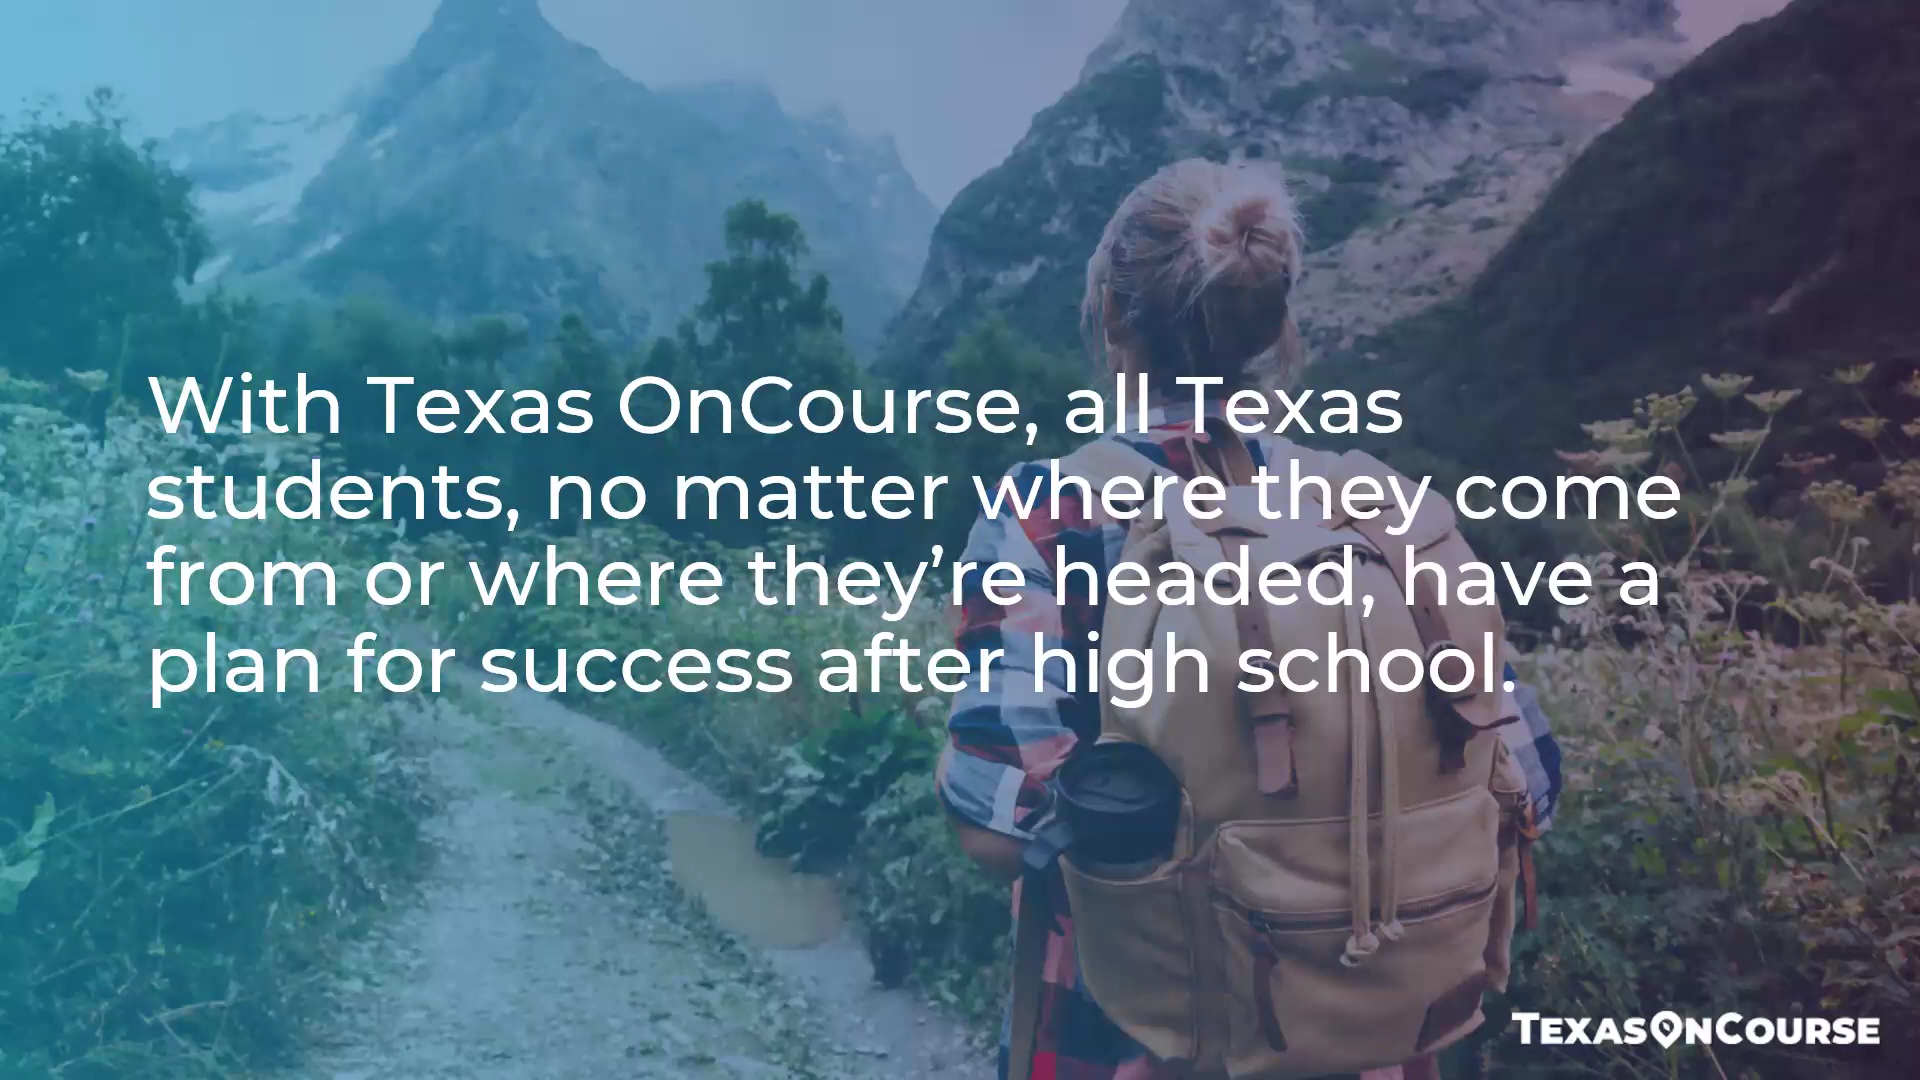 With Texas OnCourse, all Texas
students, no matter where they come
from or where they’re headed, have a
plan for success after high school.
TEXASONCOURSE